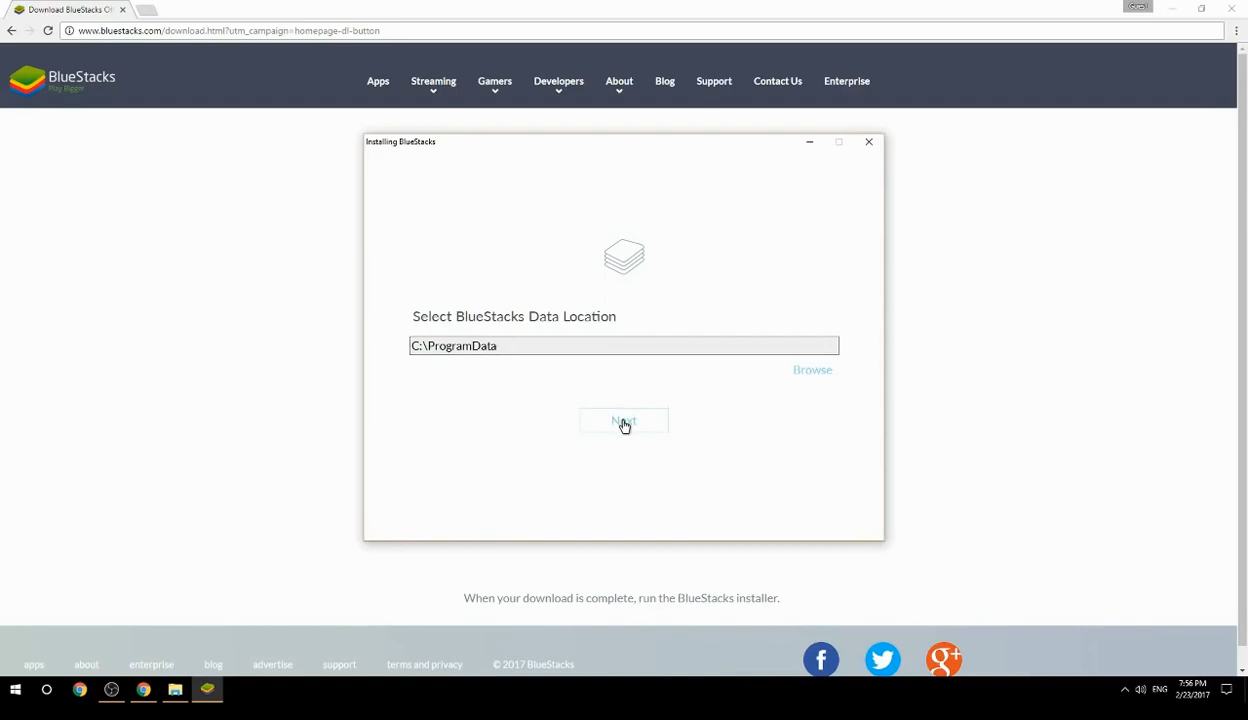 Download BlueStacks Of
Guest
www.bluestacks.com/download.html?utm_campaign=homepage-dl-button
BlueStacks
Play Bigger
Apps Streaming Gamers Developers About Blog Support Contact Us Enterprise
Installing BlueStacks
Select BlueStacks Data Location
C:\ProgramData
Browse
Next
When your download is complete, run the BlueStacks installer.
apps about enterprise blog advertise support terms and privacy © 2017 BlueStacks
f
g+
ENG
7:56 PM
2/23/2017